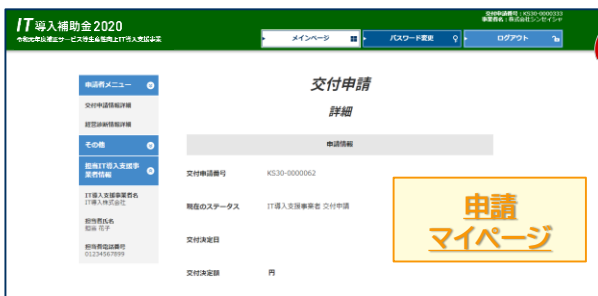 交付申請番号：KS30-0000333
事業者名：株式会社シンセイシャ
IT導入補助金2020
令和元年度補正サービス等生産性向上IT導入支援事業
メインページ
パスワード変更
ログアウト
申請者メニュー
交付申請情報詳細
経営診断情報詳細
その他
担当IT導入支援事業者情報
IT導入支援事業者名
IT導入株式会社
担当者氏名
担当 花子
担当者電話番号
01234567899
交付申請
詳細
申請情報
交付申請番号 KS30-0000062
現在のステータス IT導入支援事業者 交付申請
交付決定日
交付決定額 円
申請
マイページ